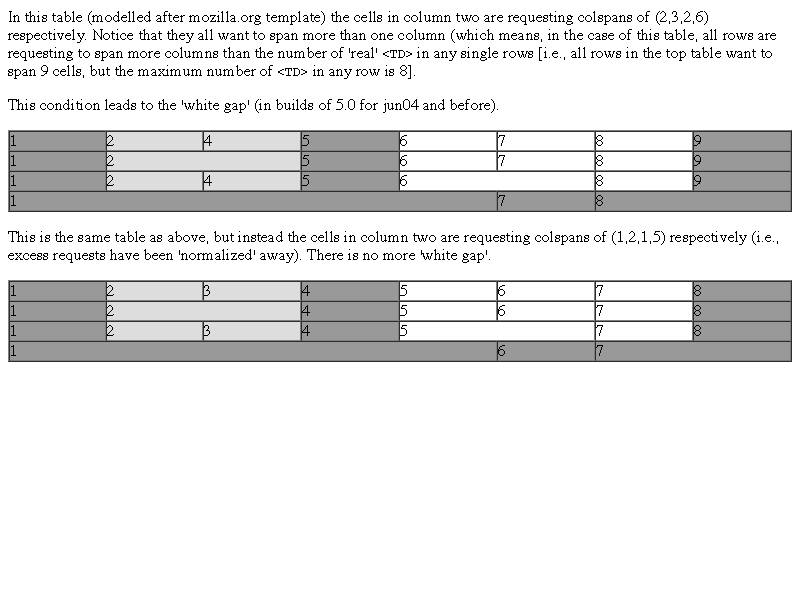 In this table (modelled after mozilla.org template) the cells in column two are requesting colspans of (2,3,2,6)
respectively. Notice that they all want to span more than one column (which means, in the case of this table, all rows are
requesting to span more columns than the number of 'real' <TD> in any single rows [i.e., all rows in the top table want to
span 9 cells, but the maximum number of <TD> in any row is 8].
This condition leads to the 'white gap' (in builds of 5.0 for jun04 and before).
1 2 4 5 6 7 8 9
1 2 5 6 7 8 9
1 2 4 5 6 8 9
1 7 8
This is the same table as above, but instead the cells in column two are requesting colspans of (1,2,1,5) respectively (i.e.,
excess requests have been 'normalized' away). There is no more 'white gap'.
1 2 3 4 5 6 7 8
1 2 4 5 6 7 8
1 2 3 4 5 7 8
1 6 7